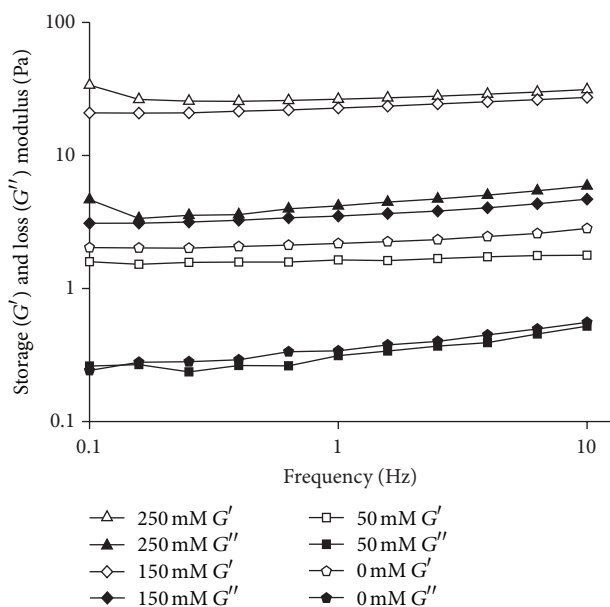 Storage (G′) and loss (G″) modulus (Pa)
100
10
1
0.1
0.1
1
10
Frequency (Hz)
250 mM G′
250 mM G″
150 mM G′
150 mM G″
50 mM G′
50 mM G″
0 mM G′
0 mM G″